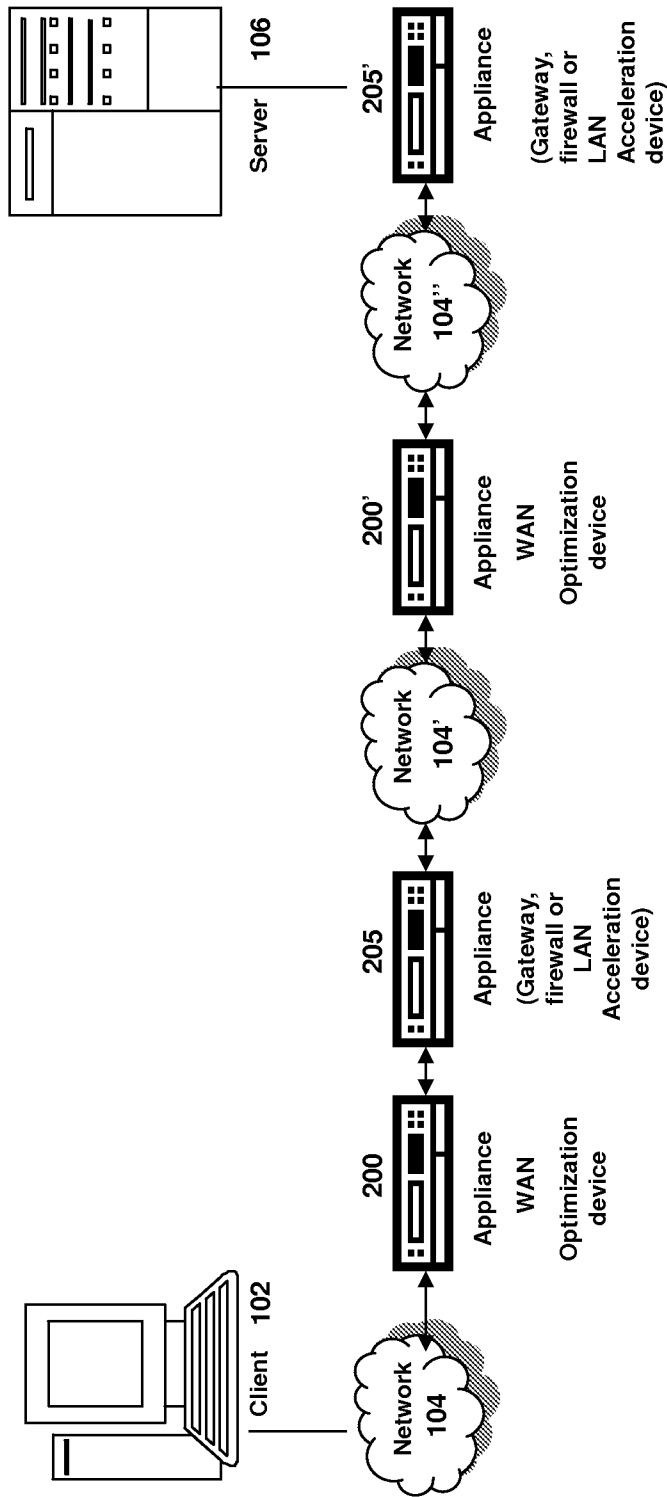 Client 102
Network
104
200
Appliance
WAN
Optimization
device
205
Appliance
(Gateway,
firewall or
LAN
Acceleration
device)
Network
104'
200'
Appliance
WAN
Optimization
device
Network
104''
Server 106
205'
Appliance
(Gateway,
firewall or
LAN
Acceleration
device)